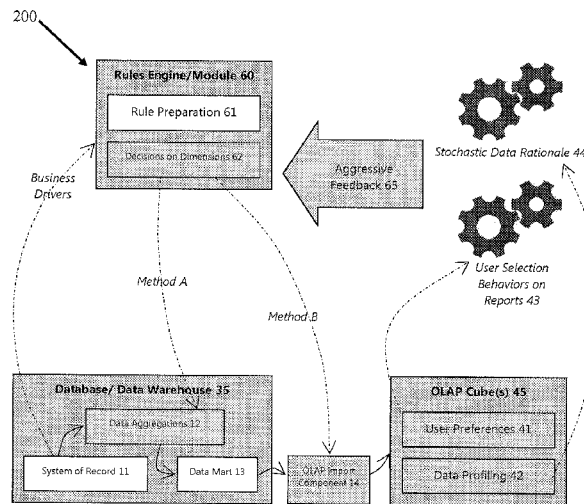 200
Rules Engine/Module 60
Rule Preparation 61
Decisions on Dimensions 62
Aggressive
Feedback 65
Stochastic Data Rationale 44
User Selection
Behaviors on
Reports 43
Business
Drivers
Method A
Method B
Database/ Data Warehouse 35
Data Aggregations 12
System of Record 11
Data Mart 13
OLAP Import
Component 14
OLAP Cube(s) 45
User Preferences 41
Data Profiling 42